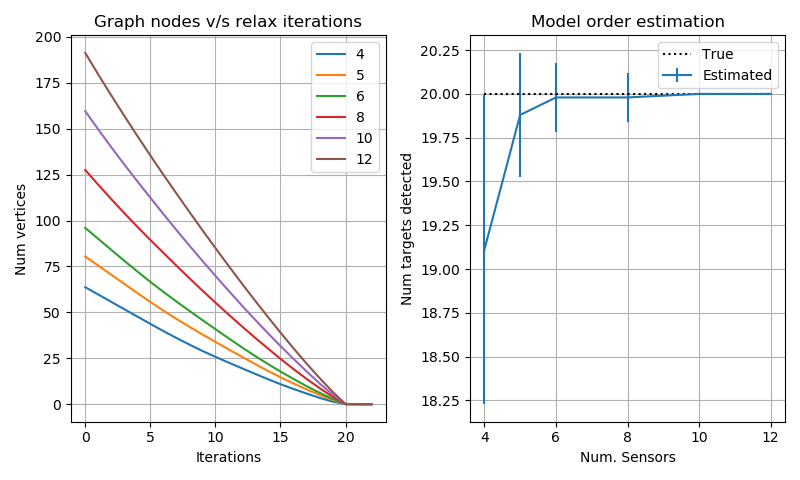 Graph nodes v/s relax iterations
Num vertices
200
175
150
125
100
75
50
25
0
0 5 10 15 20
Iterations
4
5
6
8
10
12
Model order estimation
Num targets detected
20.25
20.00
19.75
19.50
19.25
19.00
18.75
18.50
18.25
4 6 8 10 12
Num. Sensors
True
Estimated